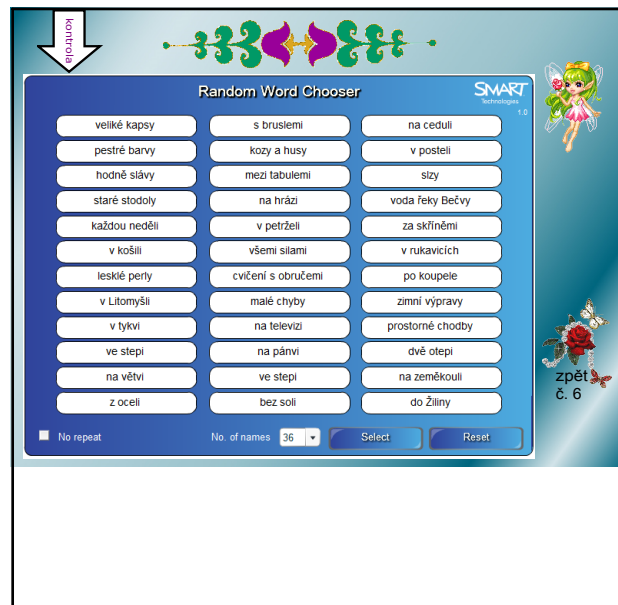 kontrola
Random Word Chooser
SMART
Technologies
1.0
veliké kapsy
s bruslemi
na ceduli
pestré barvy
kozy a husy
v posteli
hodně slávy
mezi tabulemi
slzy
staré stodoly
na hrázi
voda řeky Bečvy
každou neděli
v petrželi
za skříněmi
v košili
všemi silami
v rukavicích
lesklé perly
cvičení s obručemi
po koupele
v Litomyšli
malé chyby
zimní výpravy
v tykvi
na televizi
prostorné chodby
ve stepi
na pánvi
dvě otepi
na větvi
ve stepi
na zeměkouli
z oceli
bez soli
do Žiliny
zpět
č. 6
No repeat
No. of names
36
Select
Reset